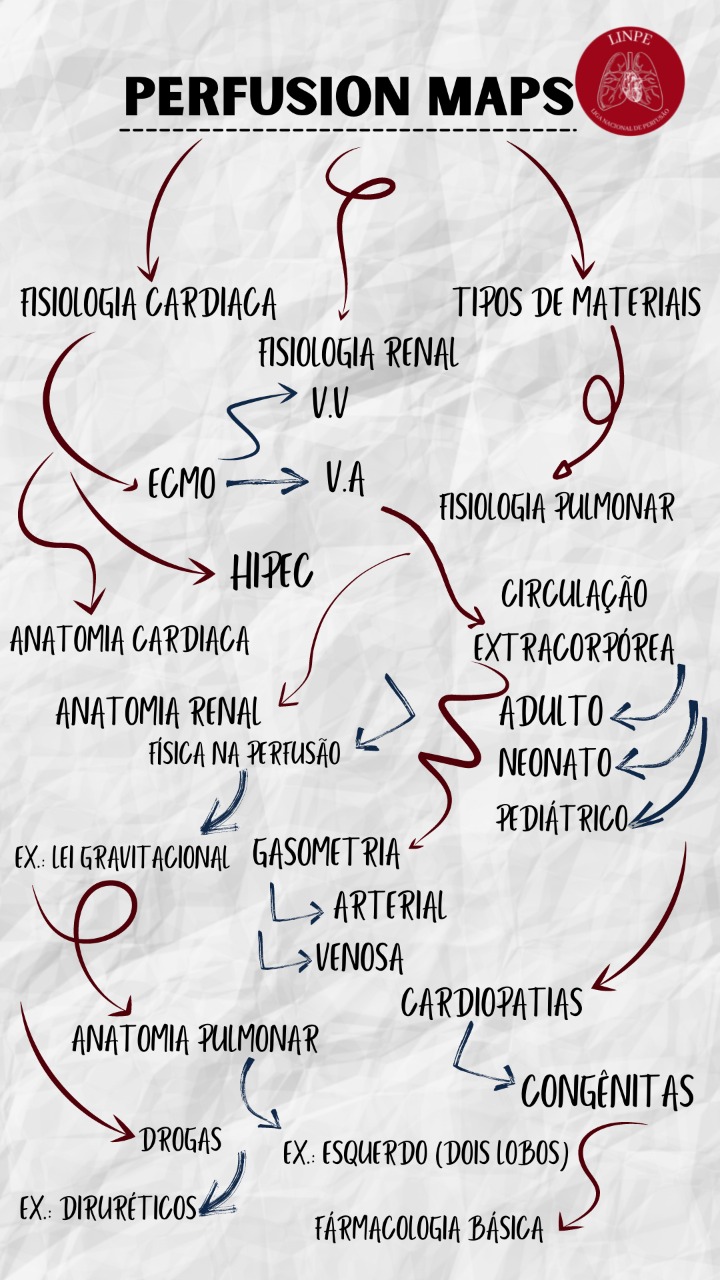 LINPE
PERFUSION MAPS
LIGA NACIONAL DE PERFUSÃO
FISIOLOGIA CARDIACA
TIPOS DE MATERIAIS
FISIOLOGIA RENAL
V.V
ECMO
V.A
FISIOLOGIA PULMONAR
HIPEC
CIRCULAÇÃO
EXTRACORPÓREA
ANATOMIA CARDIACA
ANATOMIA RENAL
ADULTO
FÍSICA NA PERFUSÃO
NEONATO
PEDIÁTRICO
EX.: LEI GRAVITACIONAL
GASOMETRIA
ARTERIAL
VENOSA
CARDIOPATIAS
ANATOMIA PULMONAR
CONGÊNITAS
DROGAS
EX.: ESQUERDO (DOIS LOBOS)
EX.: DIRURÉTICOS
FÁRMACOLOGIA BÁSICA